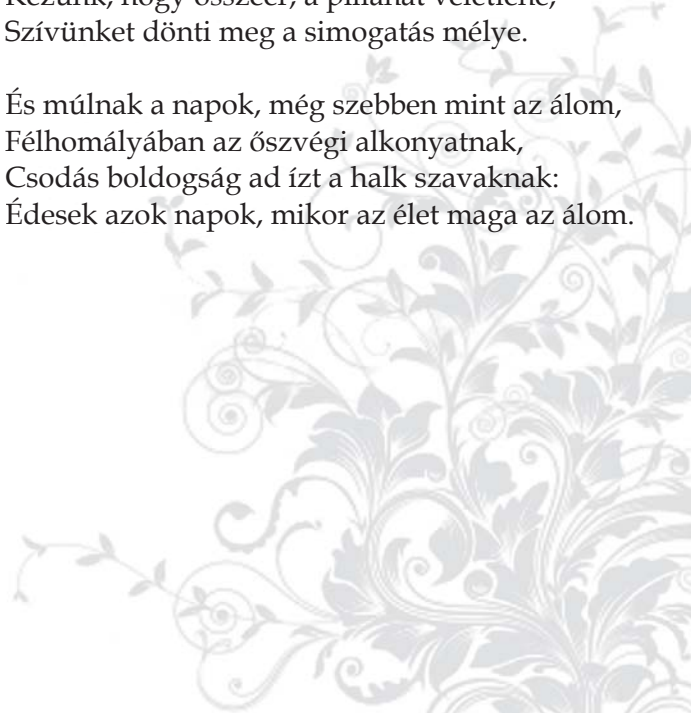 Szívünket dönti meg a simogatás mélye.
És múlnak a napok, még szebben mint az álom,
Félhomályában az őszvégi alkonyatnak,
Csodás boldogság ad ízt a halk szavaknak:
Édesek azok napok, mikor az élet maga az álom.